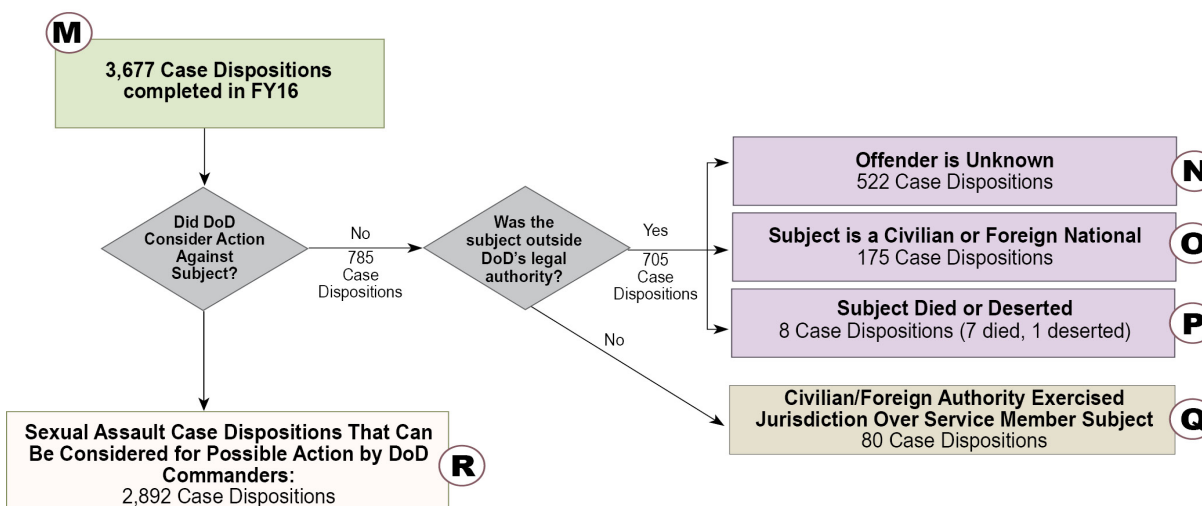 M
3,677 Case Dispositions
completed in FY16
Did DoD
Consider Action
Against
Subject?
No
785
Case
Dispositions
Was the
subject outside
DoD's legal
authority?
Yes
705
Case
Dispositions
No
Offender is Unknown
522 Case Dispositions
N
Subject is a Civilian or Foreign National
175 Case Dispositions
O
Subject Died or Deserted
8 Case Dispositions (7 died, 1 deserted)
P
Civilian/Foreign Authority Exercised
Jurisdiction Over Service Member Subject
80 Case Dispositions
Q
Sexual Assault Case Dispositions That Can
Be Considered for Possible Action by DoD
Commanders:
2,892 Case Dispositions
R